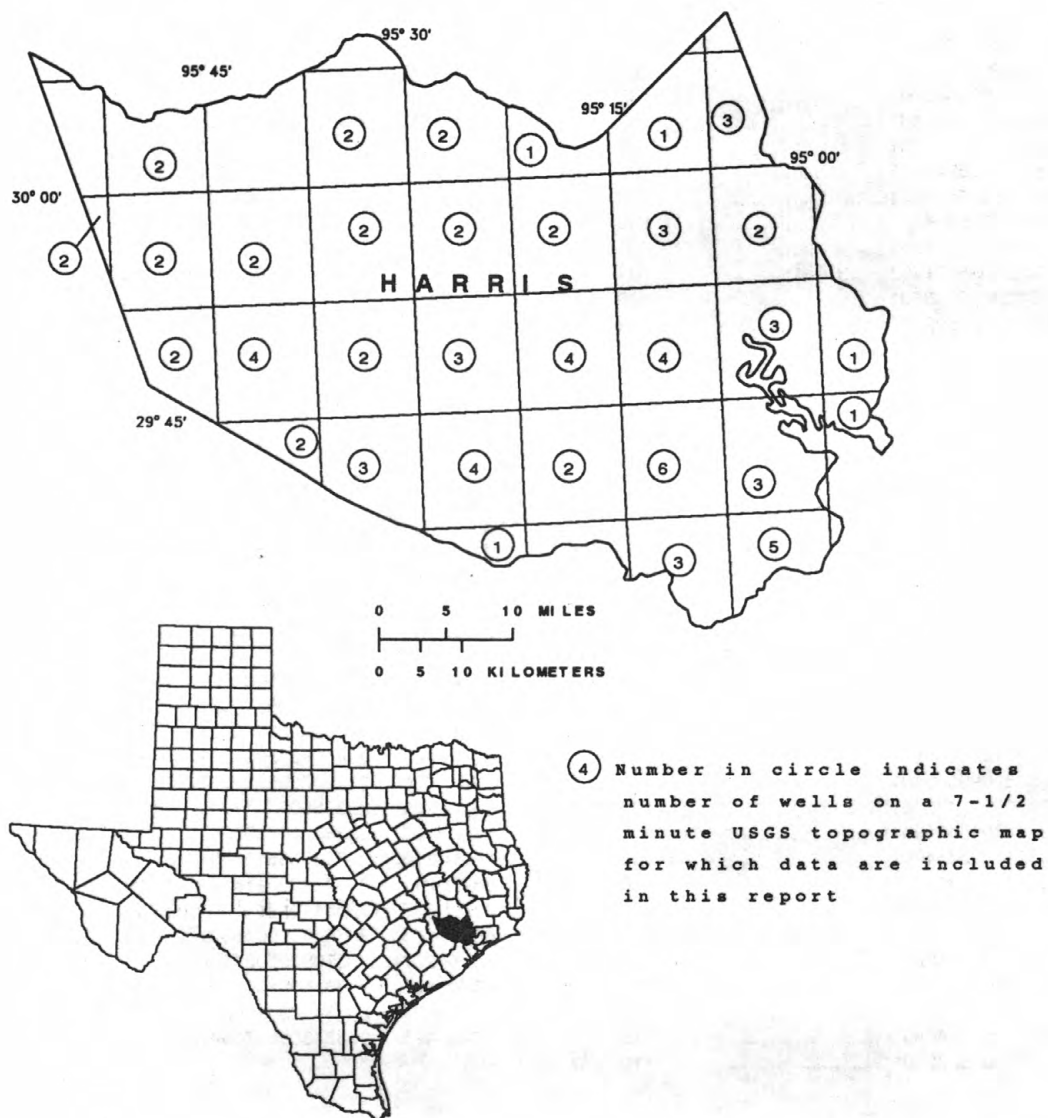 95° 30'
95° 45'
95° 15'
3
2 2 1
2 1
95° 00'
30° 00'
2 2 2 3 2
2 2 2
HARRIS
3
2 4 2 3 4 4 1
29° 45'
2 1
3 4 2 6 3
1 3 5
0 5 10 MILES
0 5 10 KILOMETERS
4 Number in circle indicates
number of wells on a 7-1/2
minute USGS topographic map
for which data are included
in this report